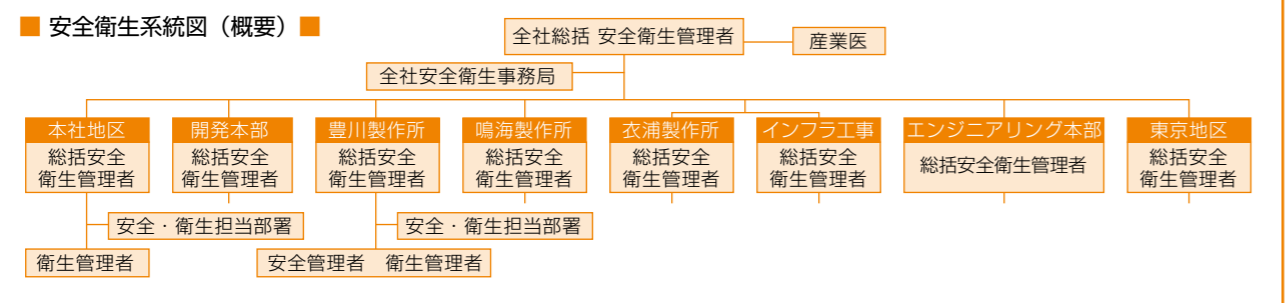 ■ 安全衛生系統図（概要）■
全社総括 安全衛生管理者
産業医
全社安全衛生事務局
本社地区
総括安全
衛生管理者
開発本部
総括安全
衛生管理者
豊川製作所
総括安全
衛生管理者
鳴海製作所
総括安全
衛生管理者
衣浦製作所
総括安全
衛生管理者
インフラ工事
総括安全
衛生管理者
エンジニアリング本部
総括安全衛生管理者
東京地区
総括安全
衛生管理者
安全・衛生担当部署
安全・衛生担当部署
衛生管理者
安全管理者　衛生管理者